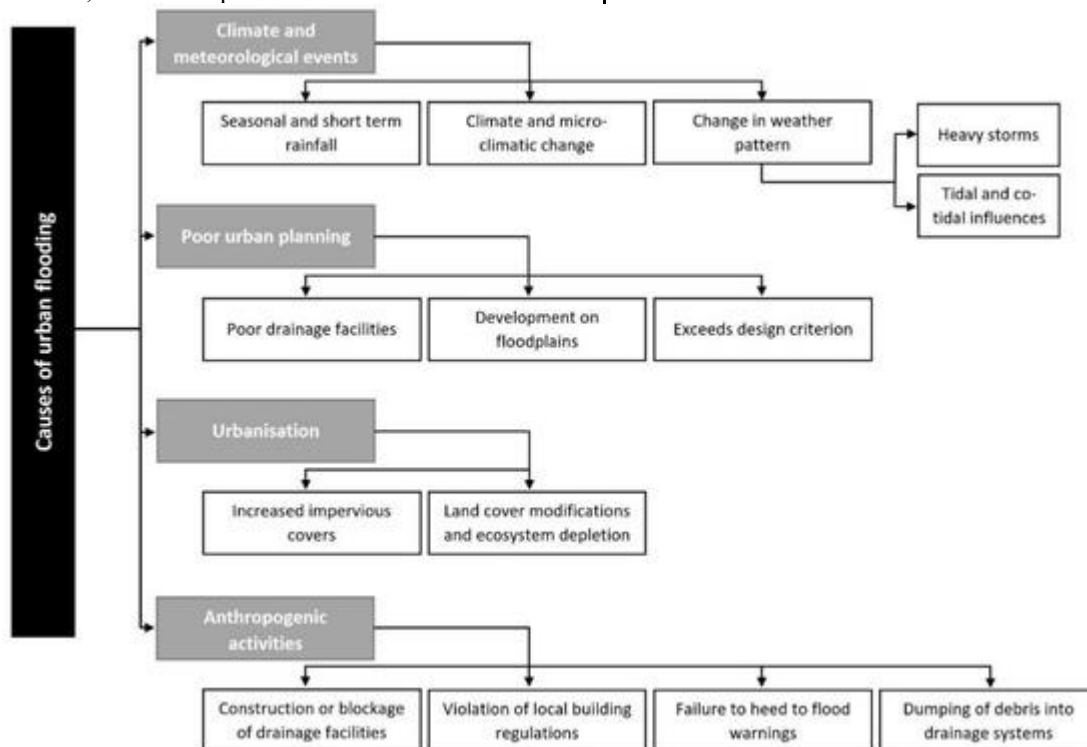 Causes of urban flooding
Climate and
meteorological events
Seasonal and short term
rainfall
Climate and micro-
climatic change
Change in weather
pattern
Heavy storms
Tidal and co-
tidal influences
Poor urban planning
Poor drainage facilities
Development on
floodplains
Exceeds design criterion
Urbanisation
Increased impervious
covers
Land cover modifications
and ecosystem depletion
Anthropogenic
activities
Construction or blockage
of drainage facilities
Violation of local building
regulations
Failure to heed to flood
warnings
Dumping of debris into
drainage systems